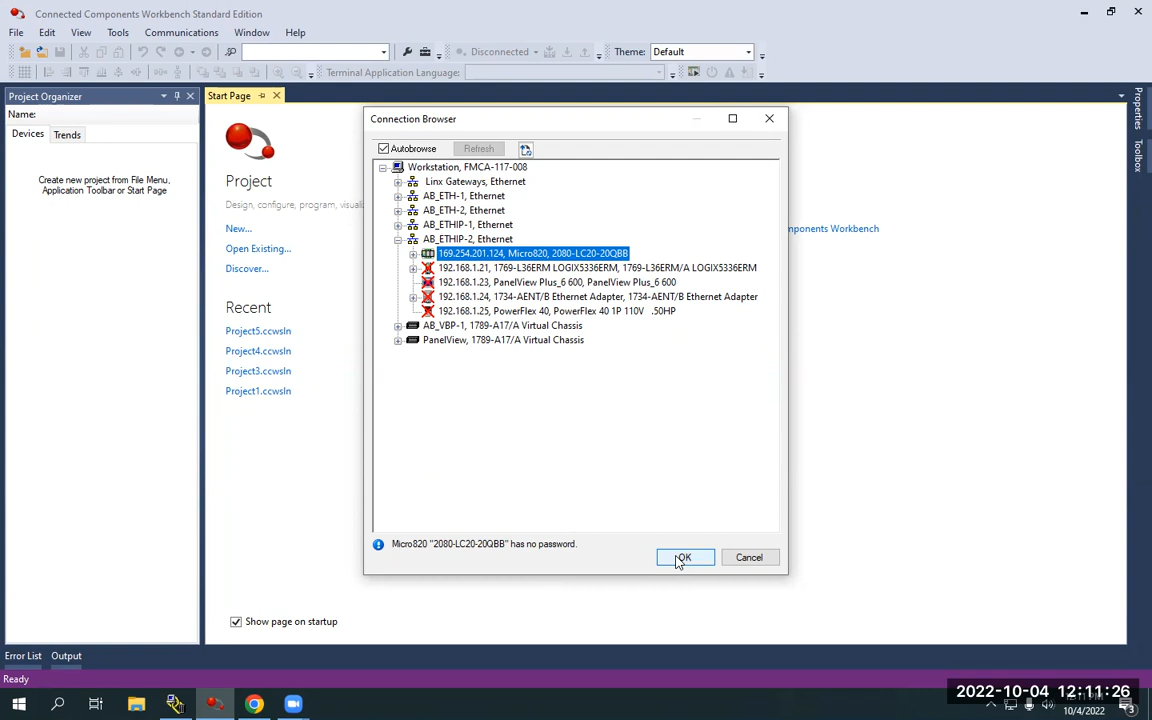 Connected Components Workbench Standard Edition
File Edit View Tools Communications Window Help
Disconnected Theme: Default
Terminal Application Language:
Project Organizer
Start Page
Name:
Devices Trends
Create new project from File Menu,
Application Toolbar or Start Page
Project
Design, configure, program, visuali
New...
Open Existing...
Discover...
Recent
Project5.ccwsln
Project4.ccwsln
Project3.ccwsln
Project1.ccwsln
Show page on startup
Connection Browser
Autobrowse Refresh
Workstation, FMCA-117-008
Linx Gateways, Ethernet
AB_ETH-1, Ethernet
AB_ETH-2, Ethernet
AB_ETHIP-1, Ethernet
AB_ETHIP-2, Ethernet
169.254.201.124, Micro820, 2080-LC20-20QBB
192.168.1.21, 1769-L36ERM LOGIX5336ERM, 1769-L36ERM/A LOGIX5336ERM
192.168.1.23, PanelView Plus_6 600, PanelView Plus_6 600
192.168.1.24, 1734-AENT/B Ethernet Adapter, 1734-AENT/B Ethernet Adapter
192.168.1.25, PowerFlex 40, PowerFlex 40 1P 110V .50HP
AB_VBP-1, 1789-A17/A Virtual Chassis
PanelView, 1789-A17/A Virtual Chassis
Micro820 "2080-LC20-20QBB" has no password.
OK Cancel
mponents Workbench
Properties
Toolbox
Error List Output
Ready
2022-10-04 12:11:26
10/4/2022
3